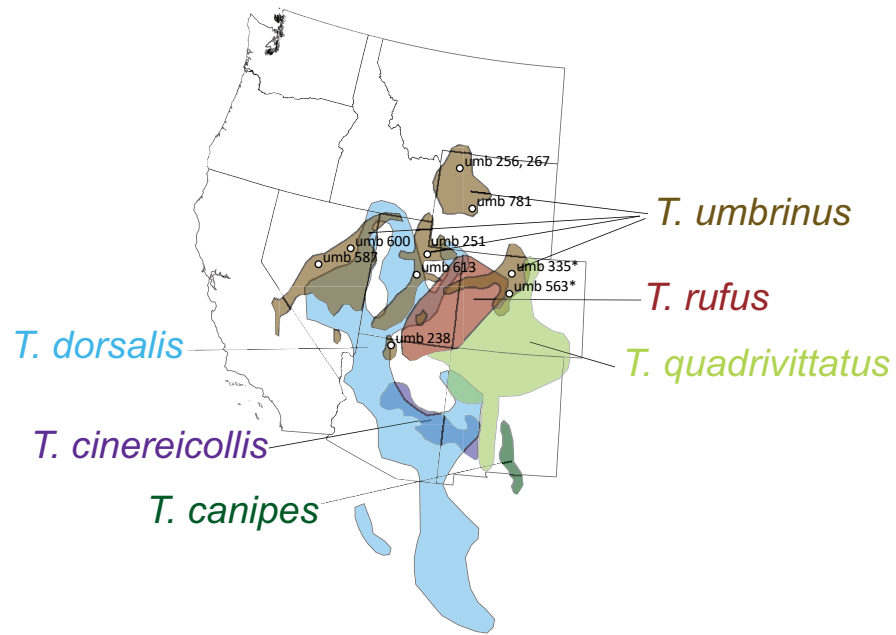 umb 256, 267
umb 781
T. umbrinus
umb 600
umb 251
umb 587
umb 613
umb 335*
umb 563*
T. rufus
T. dorsalis
umb 238
T. quadrivittatus
T. cinereicollis
T. canipes